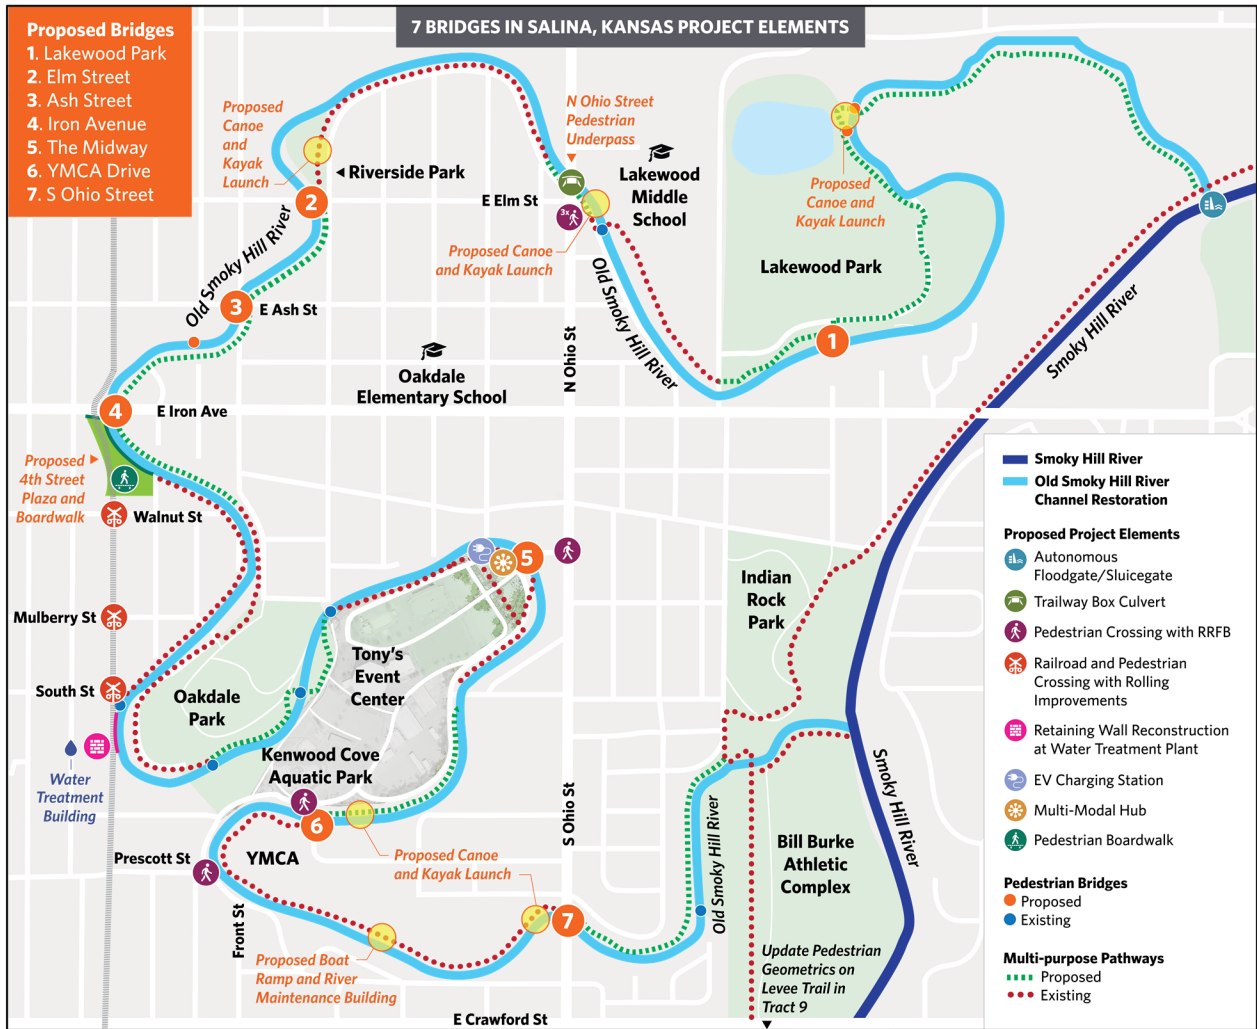 7 BRIDGES IN SALINA, KANSAS PROJECT ELEMENTS
Proposed Bridges
1. Lakewood Park
2. Elm Street
3. Ash Street
4. Iron Avenue
5. The Midway
6. YMCA Drive
7. S Ohio Street
Proposed
Canoe
and
Kayak
Launch
Riverside Park
2
N Ohio Street
Pedestrian
Underpass
Lakewood
Middle
School
E Elm St
3x
Proposed Canoe
and Kayak Launch
Proposed
Canoe and
Kayak Launch
Lakewood Park
Old Smoky Hill River
3
E Ash St
Old Smoky Hill River
N Ohio St
1
Smoky Hill River
Oakdale
Elementary School
4
E Iron Ave
Proposed
4th Street
Plaza and
Boardwalk
Walnut St
Mulberry St
South St
5
Indian
Rock
Park
Tony's
Event
Center
Oakdale
Park
Kenwood Cove
Aquatic Park
Water
Treatment
Building
6
S Ohio St
Prescott St
YMCA
Proposed Canoe
and Kayak Launch
Front St
7
Proposed Boat
Ramp and River
Maintenance Building
Old Smoky Hill River
Bill Burke
Athletic
Complex
Smoky Hill River
Update Pedestrian
Geometrics on
Levee Trail in
Tract 9
E Crawford St
Smoky Hill River
Old Smoky Hill River
Channel Restoration
Proposed Project Elements
Autonomous
Floodgate/Sluicegate
Trailway Box Culvert
Pedestrian Crossing with RRFB
Railroad and Pedestrian
Crossing with Rolling
Improvements
Retaining Wall Reconstruction
at Water Treatment Plant
EV Charging Station
Multi-Modal Hub
Pedestrian Boardwalk
Pedestrian Bridges
Proposed
Existing
Multi-purpose Pathways
Proposed
Existing